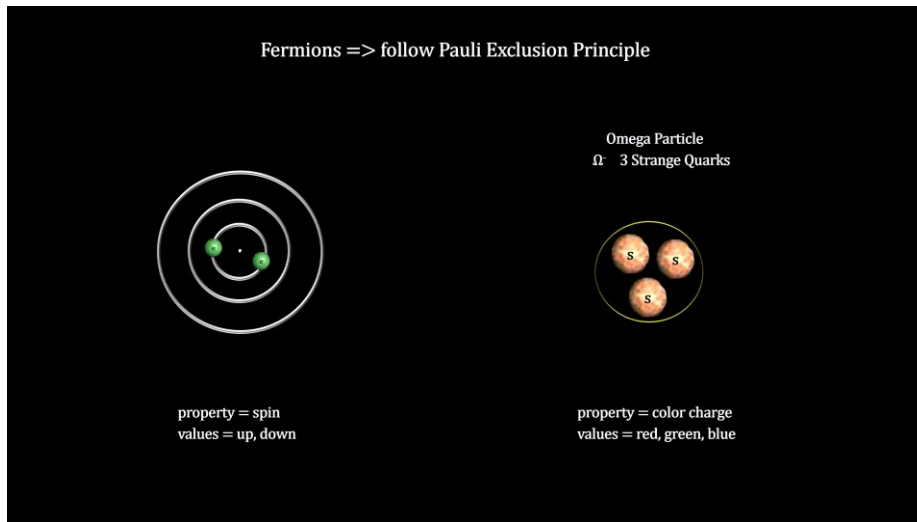 Fermions => follow Pauli Exclusion Principle
Omega Particle
Ω⁻ 3 Strange Quarks
e
e
s
s
s
property = spin
values = up, down
property = color charge
values = red, green, blue